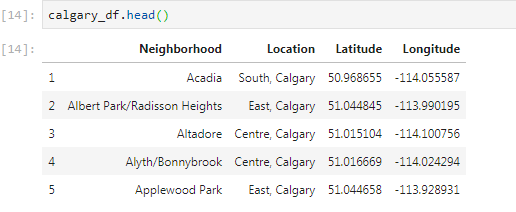 [14]: calgary_df.head()
[14]: Neighborhood Location Latitude Longitude
1 Acadia South, Calgary 50.968655 -114.055587
2 Albert Park/Radisson Heights East, Calgary 51.044845 -113.990195
3 Altadore Centre, Calgary 51.015104 -114.100756
4 Alyth/Bonnybrook Centre, Calgary 51.016669 -114.024294
5 Applewood Park East, Calgary 51.044658 -113.928931